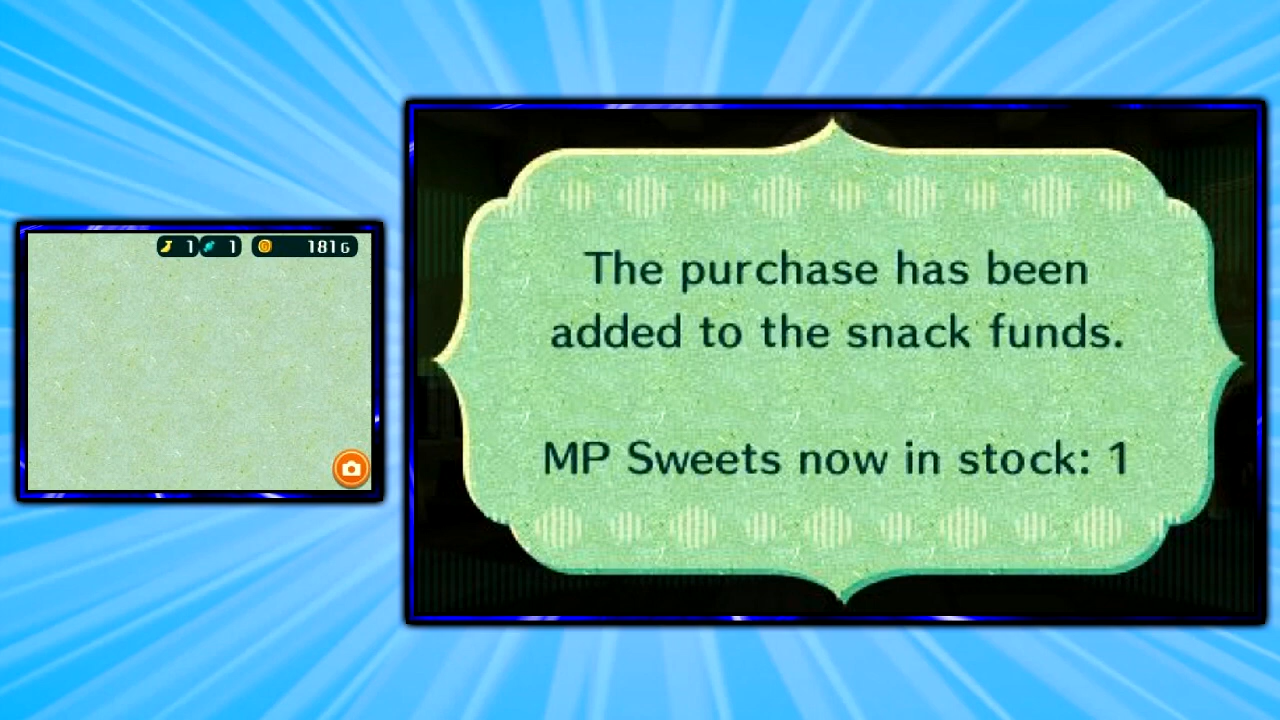 1 1 181G
The purchase has been
added to the snack funds.
MP Sweets now in stock: 1